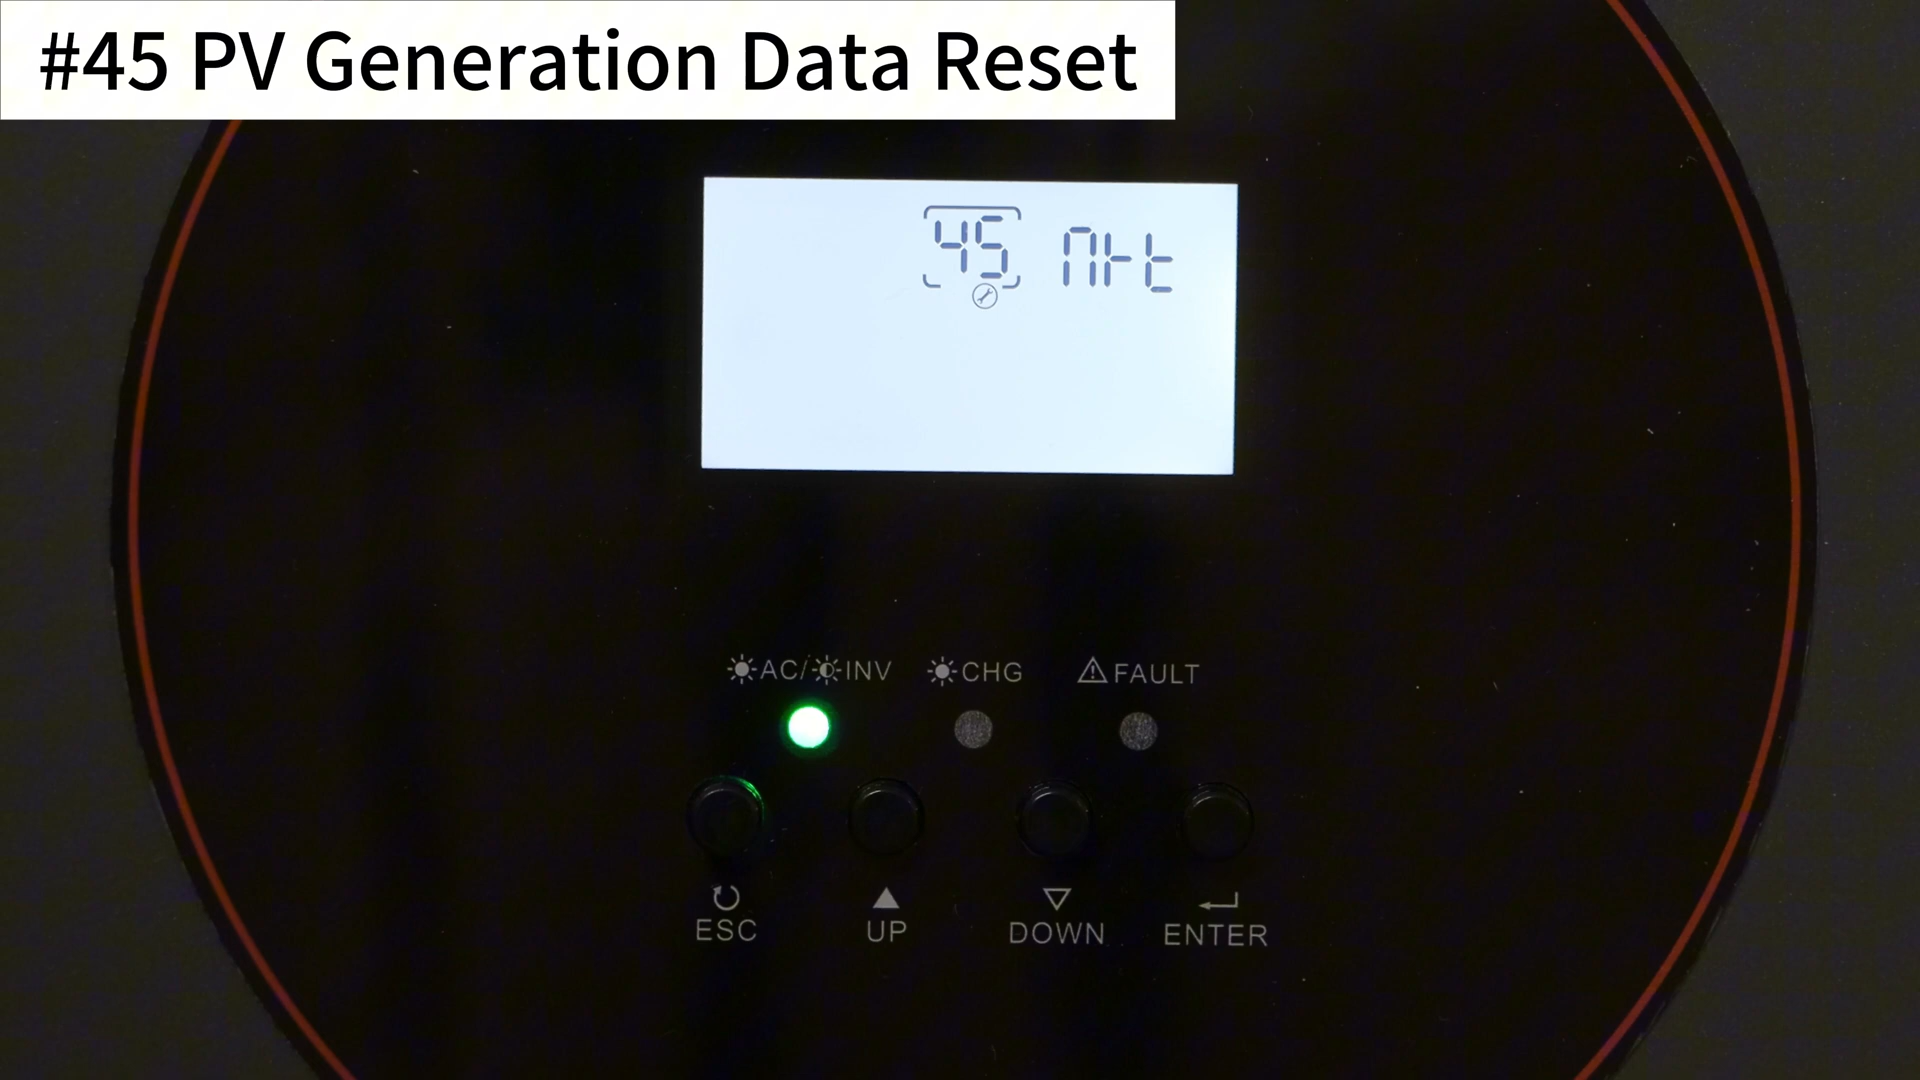 #45 PV Generation Data Reset
45 nrt
AC/ INV CHG FAULT
ESC UP DOWN ENTER